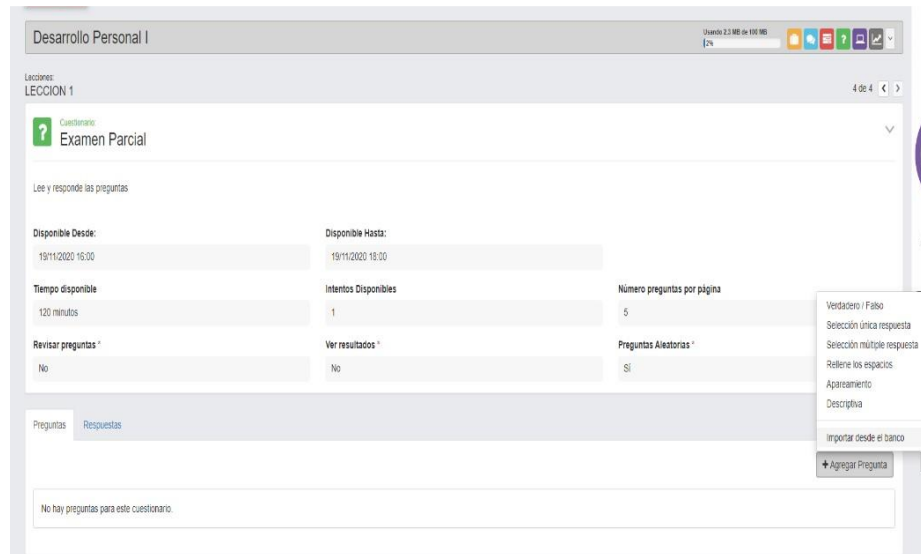 Desarrollo Personal I
Usando 2,3 MB de 100 MB
2%
Lecciones:
LECCION 1
4 de 4
Cuestionario:
Examen Parcial
Lee y responde las preguntas
Disponible Desde:
Disponible Hasta:
19/11/2020 16:00
19/11/2020 18:00
Tiempo disponible
Intentos Disponibles
Número preguntas por página
120 minutos
1
5
Revisar preguntas *
Ver resultados *
Preguntas Aleatorias *
No
No
Sí
Verdadero / Falso
Selección única respuesta
Selección múltiple respuesta
Rellene los espacios
Apareamiento
Descriptiva
Importar desde el banco
Preguntas
Respuestas
+ Agregar Pregunta
No hay preguntas para este cuestionario.